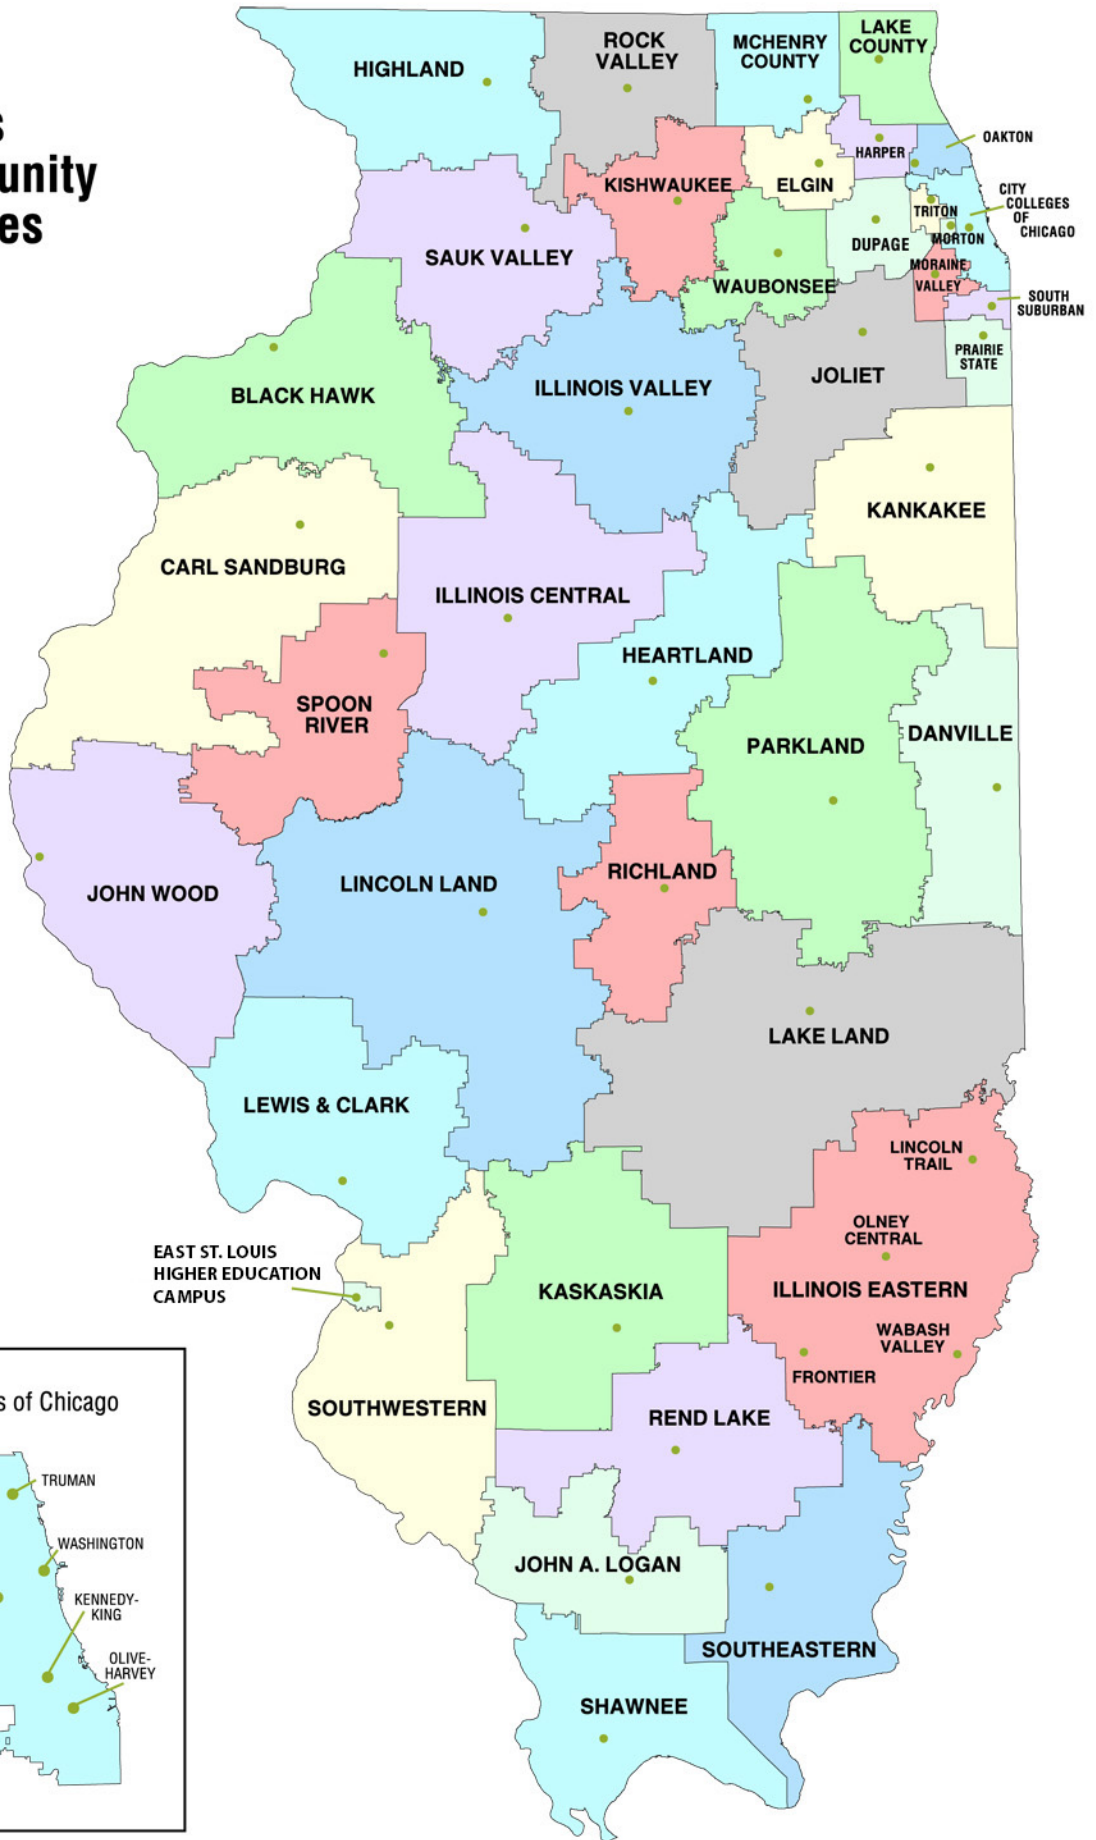 s
unity
es
HIGHLAND
ROCK
VALLEY
MCHENRY
COUNTY
LAKE
COUNTY
OAKTON
HARPER
KISHWAUKEE
ELGIN
CITY
COLLEGES
OF
CHICAGO
TRITON
MORTON
DUPAGE
SAUK VALLEY
MORAINE
VALLEY
WAUBONSEE
SOUTH
SUBURBAN
PRAIRIE
STATE
JOLIET
ILLINOIS VALLEY
BLACK HAWK
KANKAKEE
CARL SANDBURG
ILLINOIS CENTRAL
HEARTLAND
SPOON
RIVER
DANVILLE
PARKLAND
RICHLAND
LINCOLN LAND
JOHN WOOD
LAKE LAND
LEWIS & CLARK
LINCOLN
TRAIL
OLNEY
CENTRAL
EAST ST. LOUIS
HIGHER EDUCATION
CAMPUS
KASKASKIA
ILLINOIS EASTERN
WABASH
VALLEY
FRONTIER
SOUTHWESTERN
REND LAKE
JOHN A. LOGAN
SOUTHEASTERN
SHAWNEE
s of Chicago
TRUMAN
WASHINGTON
KENNEDY-
KING
OLIVE-
HARVEY